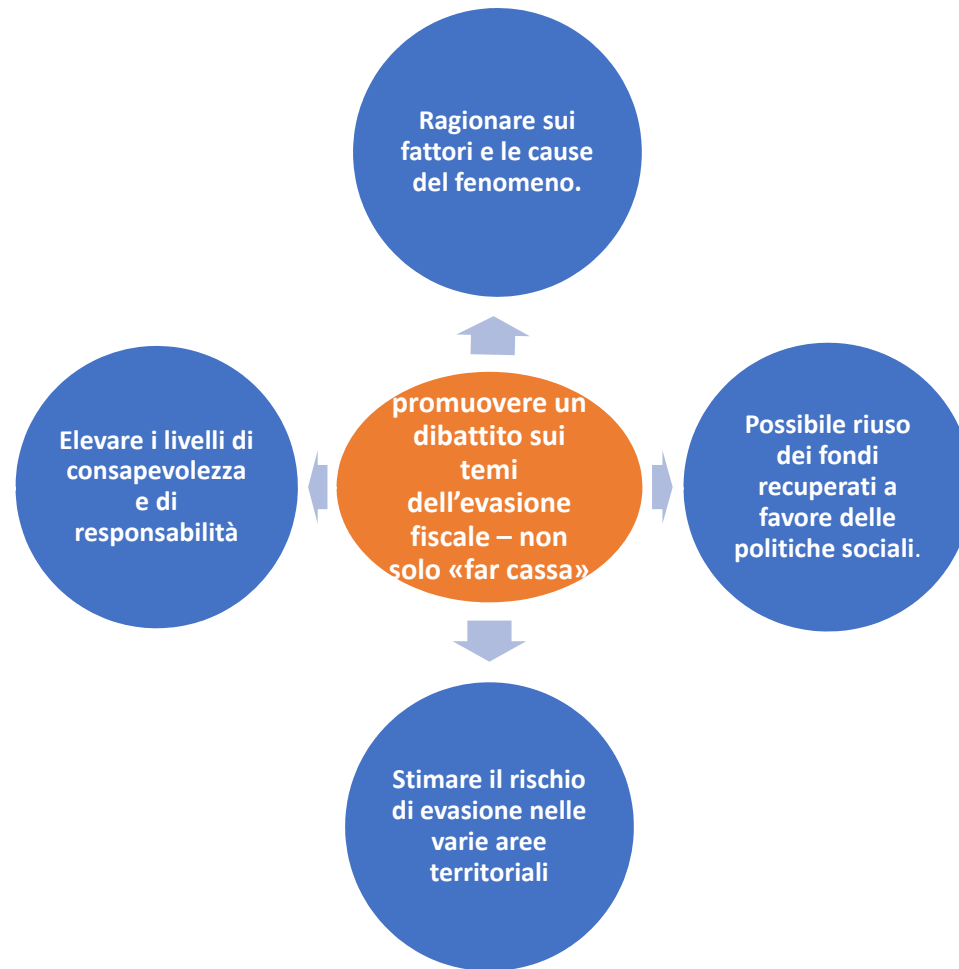 Ragionare sui
fattori e le cause
del fenomeno.
Elevare i livelli di
consapevolezza
e di
responsabilità
promuovere un
dibattito sui
temi
dell'evasione
fiscale – non
solo «far cassa»
Possibile riuso
dei fondi
recuperati a
favore delle
politiche sociali.
Stimare il rischio
di evasione nelle
varie aree
territoriali